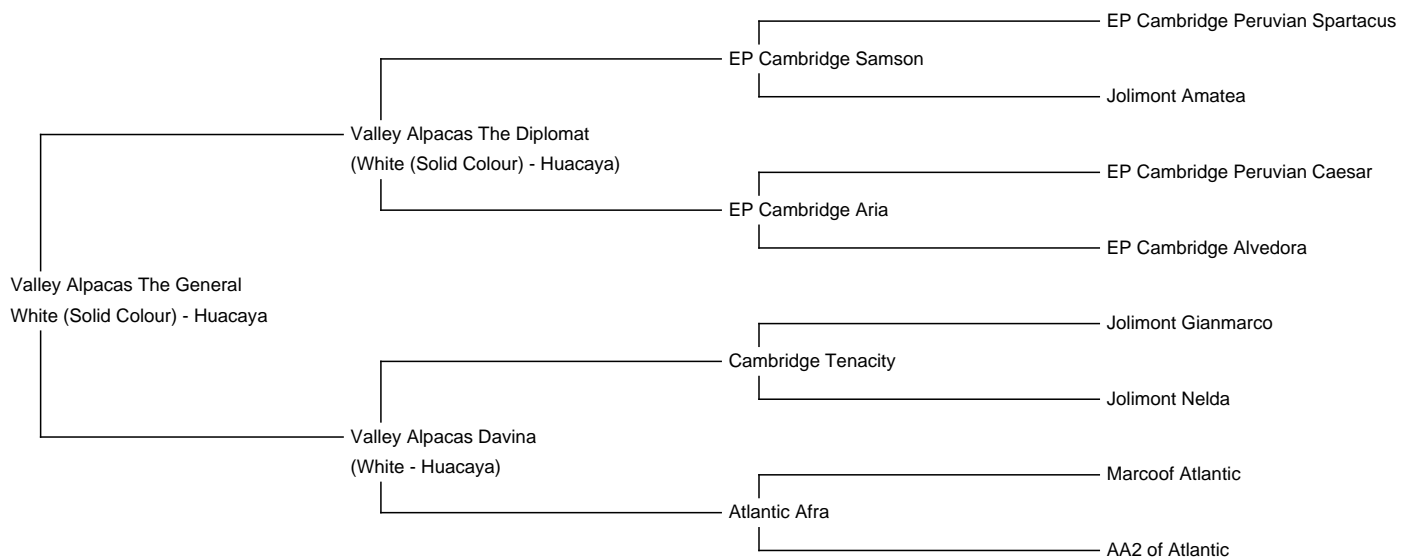 EP Cambridge Peruvian Spartacus
EP Cambridge Samson
Jolimont Amatea
Valley Alpacas The Diplomat
(White (Solid Colour) - Huacaya)
EP Cambridge Peruvian Caesar
EP Cambridge Aria
EP Cambridge Alvedora
Valley Alpacas The General
White (Solid Colour) - Huacaya
Jolimont Gianmarco
Cambridge Tenacity
Jolimont Nelda
Valley Alpacas Davina
(White - Huacaya)
Marcoof Atlantic
Atlantic Afra
AA2 of Atlantic